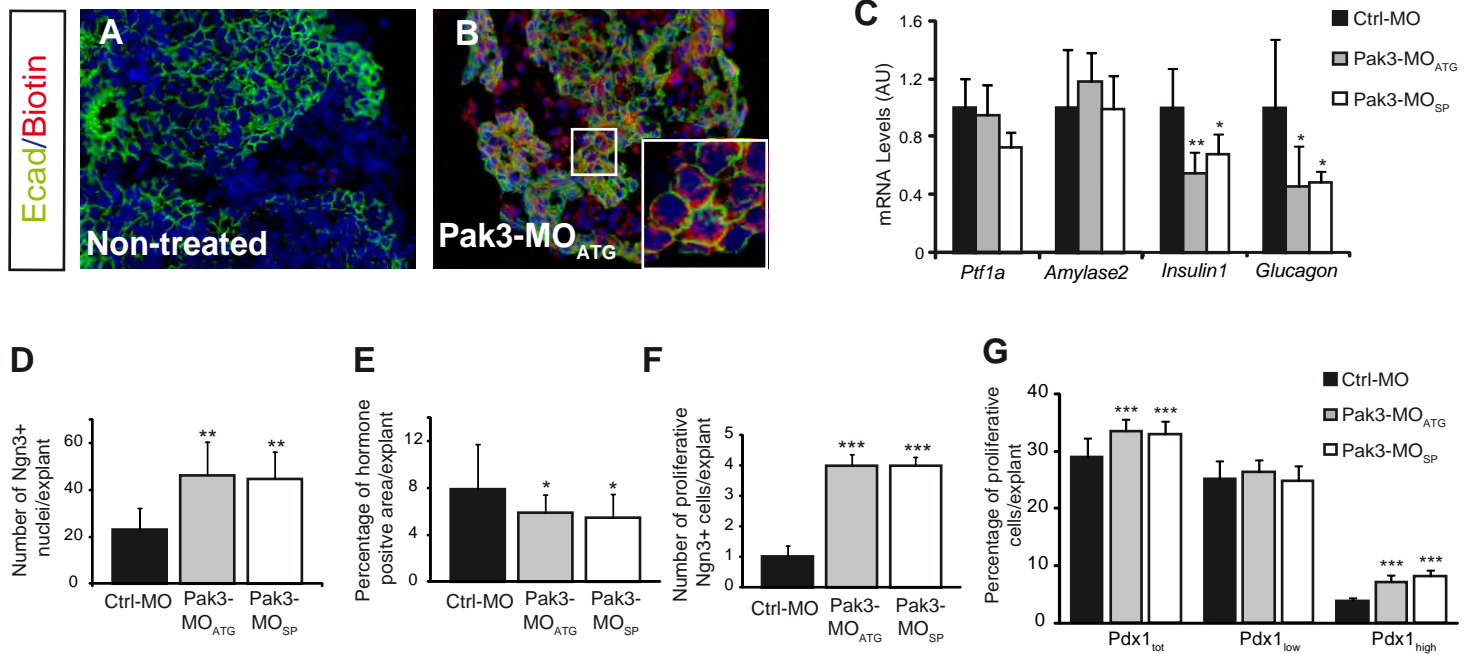 Ecad/Biotin
A
Non-treated
B
Pak3-MOATG
C
mRNA Levels (AU)
1.6
1.2
0.8
0.4
0
** * * *
Ptf1a Amylase2 Insulin1 Glucagon
Ctrl-MO
Pak3-MOATG
Pak3-MOSP
D
Number of Ngn3+
nuclei/explant
60
40
20
0
** **
Ctrl-MO Pak3- Pak3-
MOATG MOSP
E
Percentage of hormone
positve area/explant
12
8
4
0
* *
Ctrl-MO Pak3- Pak3-
MOATG MOSP
F
Number of proliferative
Ngn3+ cells/explant
5
4
3
2
1
0
*** ***
Ctrl-MO Pak3- Pak3-
MOATG MOSP
G
Percentage of proliferative
cells/explant
40
30
20
10
0
*** *** *** ***
Pdx1tot Pdx1low Pdx1high
Ctrl-MO
Pak3-MOATG
Pak3-MOSP